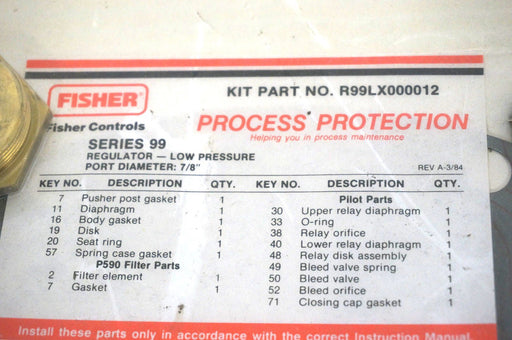 KIT PART NO. R99LX000012
FISHER
Fisher Controls
PROCESS PROTECTION
Helping you in process maintenance
SERIES 99
REGULATOR — LOW PRESSURE
PORT DIAMETER: 7/8"
REV A-3/84
KEY NO. DESCRIPTION QTY.
7 Pusher post gasket 1
11 Diaphragm 1
16 Body gasket 1
19 Disk 1
20 Seat ring 1
57 Spring case gasket 1
P590 Filter Parts
2 Filter element 1
7 Gasket 1
KEY NO. DESCRIPTION QTY.
Pilot Parts
30 Upper relay diaphragm 1
33 O-ring 1
38 Relay orifice 1
40 Lower relay diaphragm 1
48 Relay disk assembly 1
49 Bleed valve spring 1
50 Bleed valve 1
52 Bleed orifice 1
71 Closing cap gasket 1
Install these parts only in accordance with the correct Instruction Manual